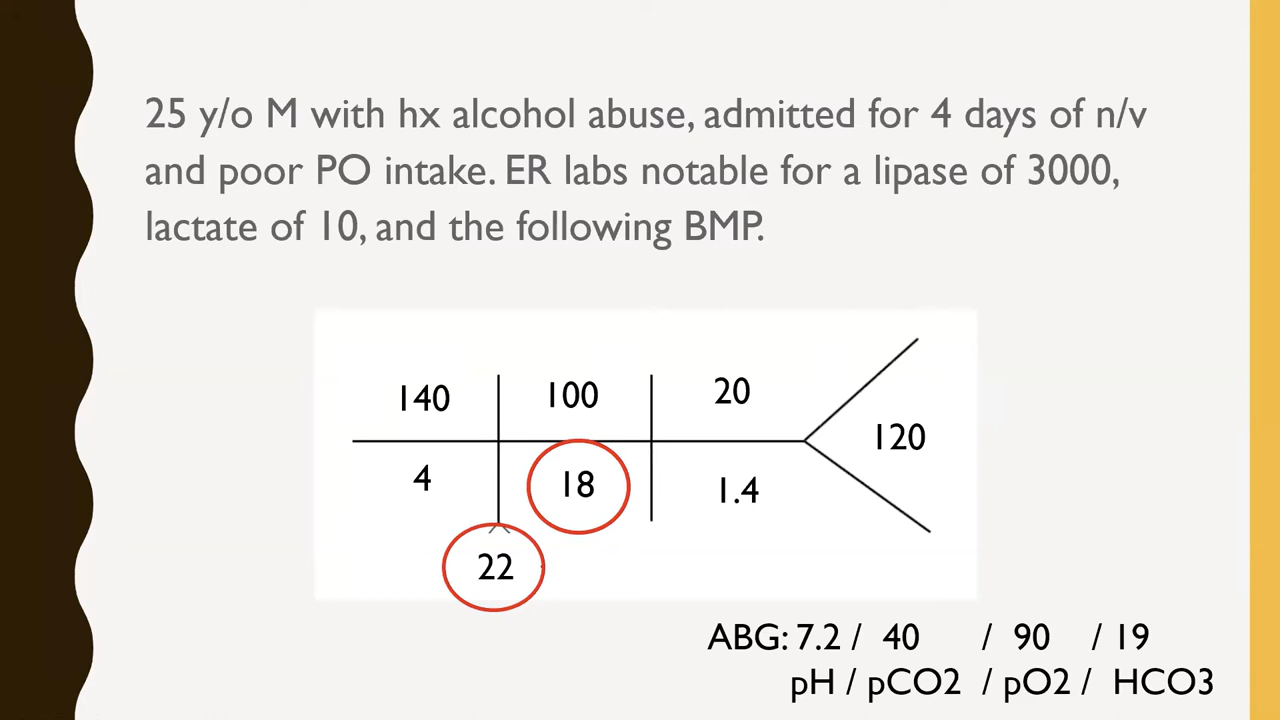 25 y/o M with hx alcohol abuse, admitted for 4 days of n/v
and poor PO intake. ER labs notable for a lipase of 3000,
lactate of 10, and the following BMP.
140 100 20
120
4 18 1.4
22
ABG: 7.2 / 40 / 90 / 19
pH / pCO2 / pO2 / HCO3